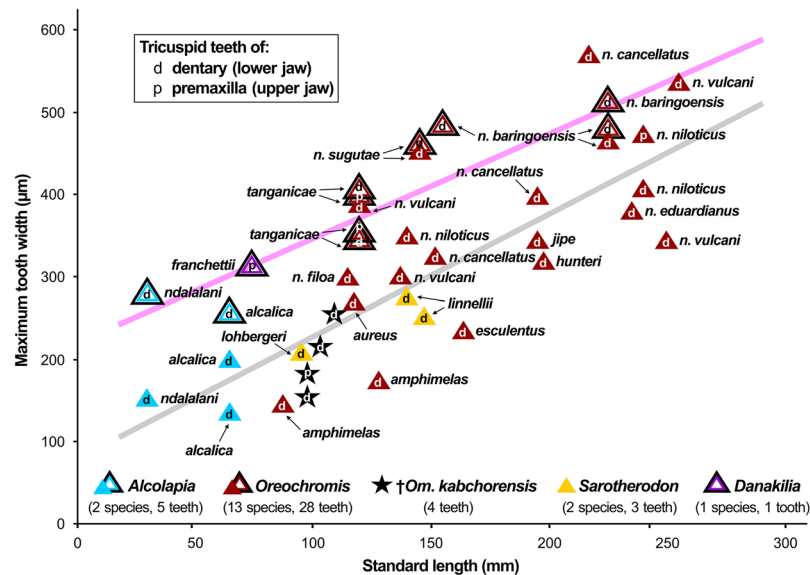 600
500
400
300
200
100
0
Maximum tooth width (µm)
Tricuspid teeth of:
d dentary (lower jaw)
p premaxilla (upper jaw)
d n. cancellatus
d n. vulcani
d n. baringoensis
d n. baringoensis d
d
p n. niloticus
n. sugutae
d
tanganicae d
p
d n. vulcani
n. cancellatus
d
d n. niloticus
d n. eduardianus
tanganicae p
d
d n. niloticus
d jipe
d n. vulcani
franchettii p
d n. cancellatus
d hunteri
n. filoa d
d n. vulcani
d ndalalani
d alcalica
d
d linnellii
d
d aureus
d esculentus
lohbergeri d
d
p
d
alcalica d
d amphimelas
d ndalalani
d alcalica
d amphimelas
Alcolapia
(2 species, 5 teeth)
Oreochromis
(13 species, 28 teeth)
†Om. kabchorensis
(4 teeth)
Sarotherodon
(2 species, 3 teeth)
Danakilia
(1 species, 1 tooth)
0 50 100 150 200 250 300
Standard length (mm)